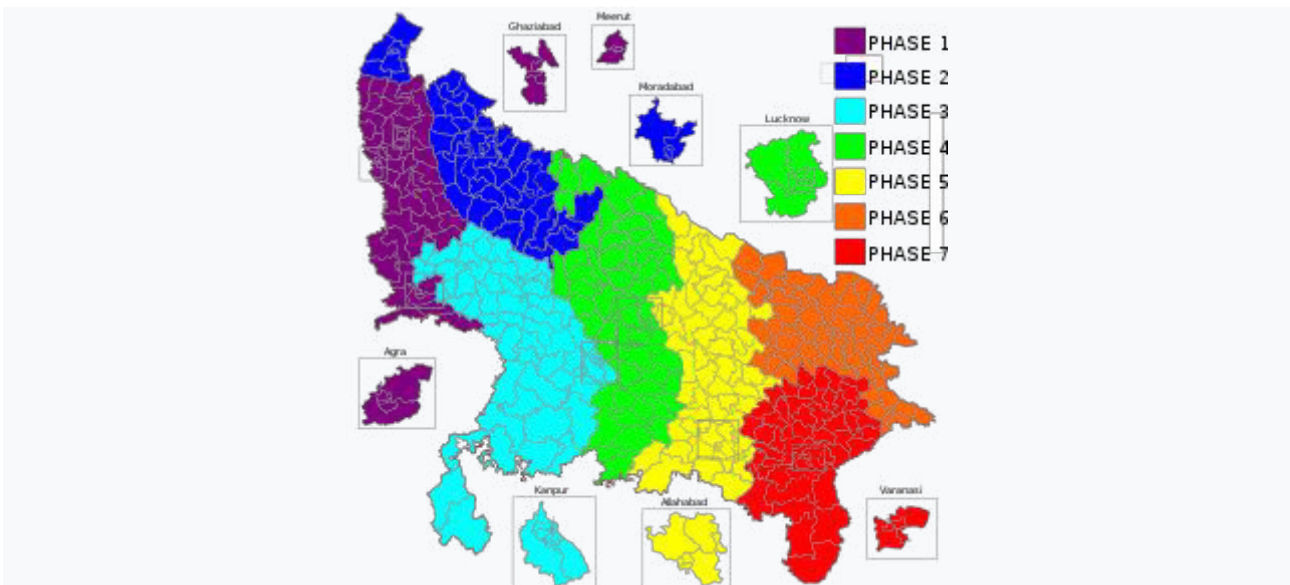 Meerut
Ghaziabad
PHASE 1
PHASE 2
Moradabad
PHASE 3
Lucknow
PHASE 4
PHASE 5
PHASE 6
PHASE 7
Agra
Kanpur
Allahabad
Varanasi